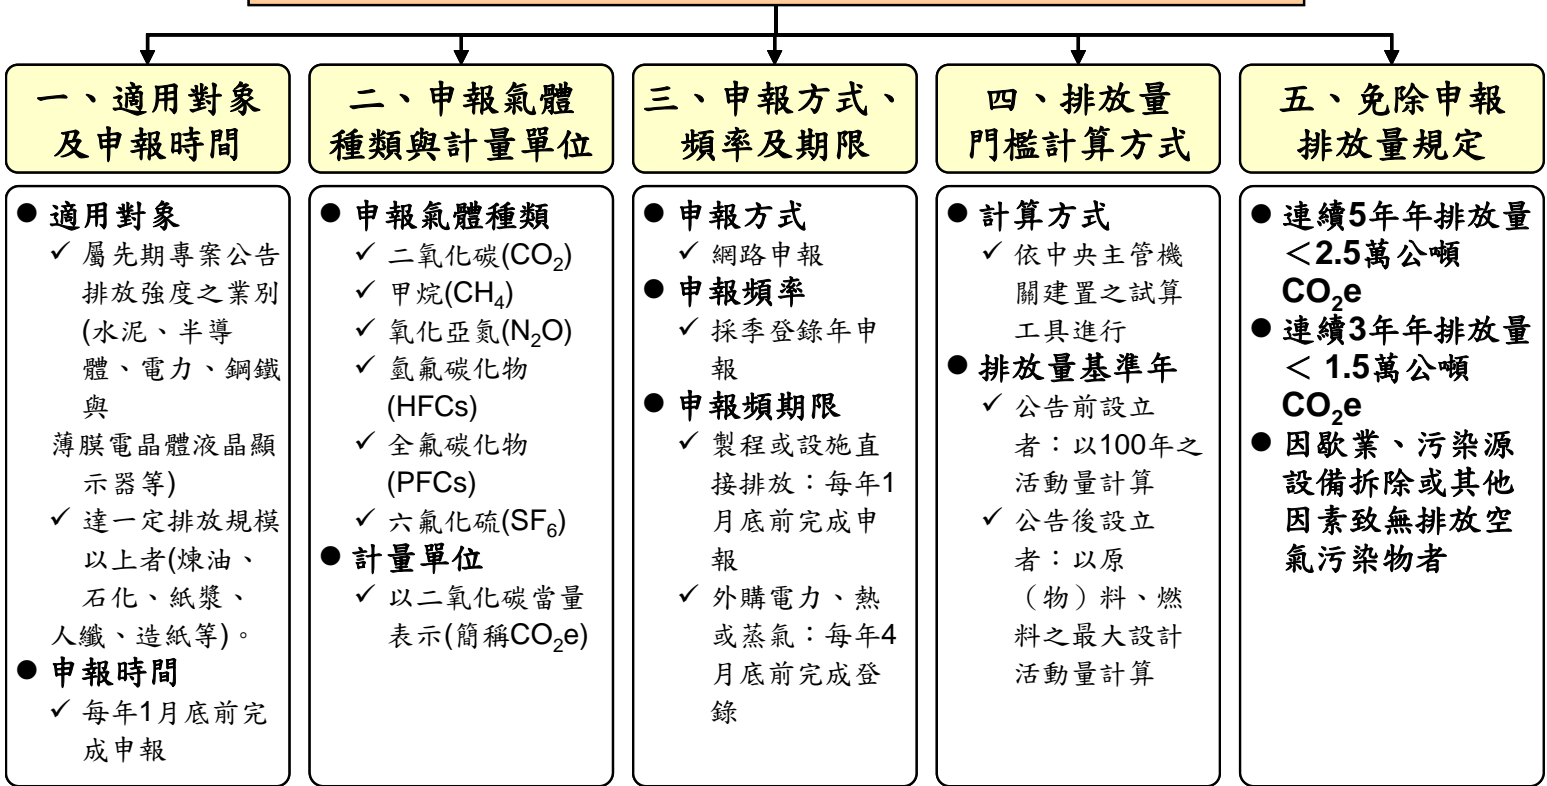 一、適用對象
及申報時間
● 適用對象
✓ 屬先期專案公告
排放強度之業別
(水泥、半導
體、電力、鋼鐵
與
薄膜電晶體液晶顯
示器等)
✓ 達一定排放規模
以上者(煉油、
石化、紙漿、
人纖、造紙等)。
● 申報時間
✓ 每年1月底前完
成申報
二、申報氣體
種類與計量單位
● 申報氣體種類
✓ 二氧化碳(CO₂)
✓ 甲烷(CH₄)
✓ 氧化亞氮(N₂O)
✓ 氫氟碳化物
(HFCs)
✓ 全氟碳化物
(PFCs)
✓ 六氟化硫(SF₆)
● 計量單位
✓ 以二氧化碳當量
表示(簡稱CO₂e)
三、申報方式、
頻率及期限
● 申報方式
✓ 網路申報
● 申報頻率
✓ 採季登錄年申
報
● 申報頻期限
✓ 製程或設施直
接排放：每年1
月底前完成申
報
✓ 外購電力、熱
或蒸氣：每年4
月底前完成登
錄
四、排放量
門檻計算方式
● 計算方式
✓ 依中央主管機
關建置之試算
工具進行
● 排放量基準年
✓ 公告前設立
者：以100年之
活動量計算
✓ 公告後設立
者：以原
（物）料、燃
料之最大設計
活動量計算
五、免除申報
排放量規定
● 連續5年年排放量
＜2.5萬公噸
CO₂e
● 連續3年年排放量
＜ 1.5萬公噸
CO₂e
● 因歇業、污染源
設備拆除或其他
因素致無排放空
氣污染物者